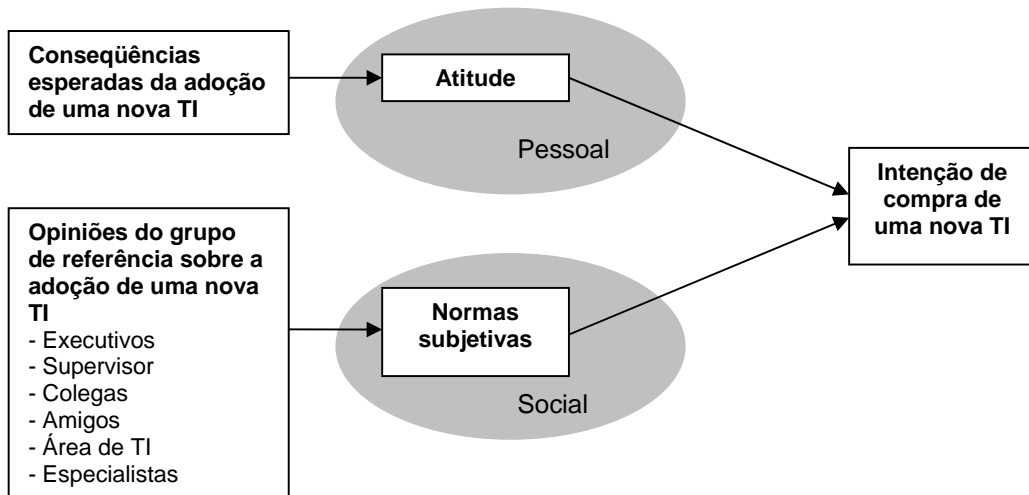 Conseqüências
esperadas da adoção
de uma nova TI
Atitude
Pessoal
Intenção de
compra de
uma nova TI
Opiniões do grupo
de referência sobre a
adoção de uma nova
TI
- Executivos
- Supervisor
- Colegas
- Amigos
- Área de TI
- Especialistas
Normas
subjetivas
Social